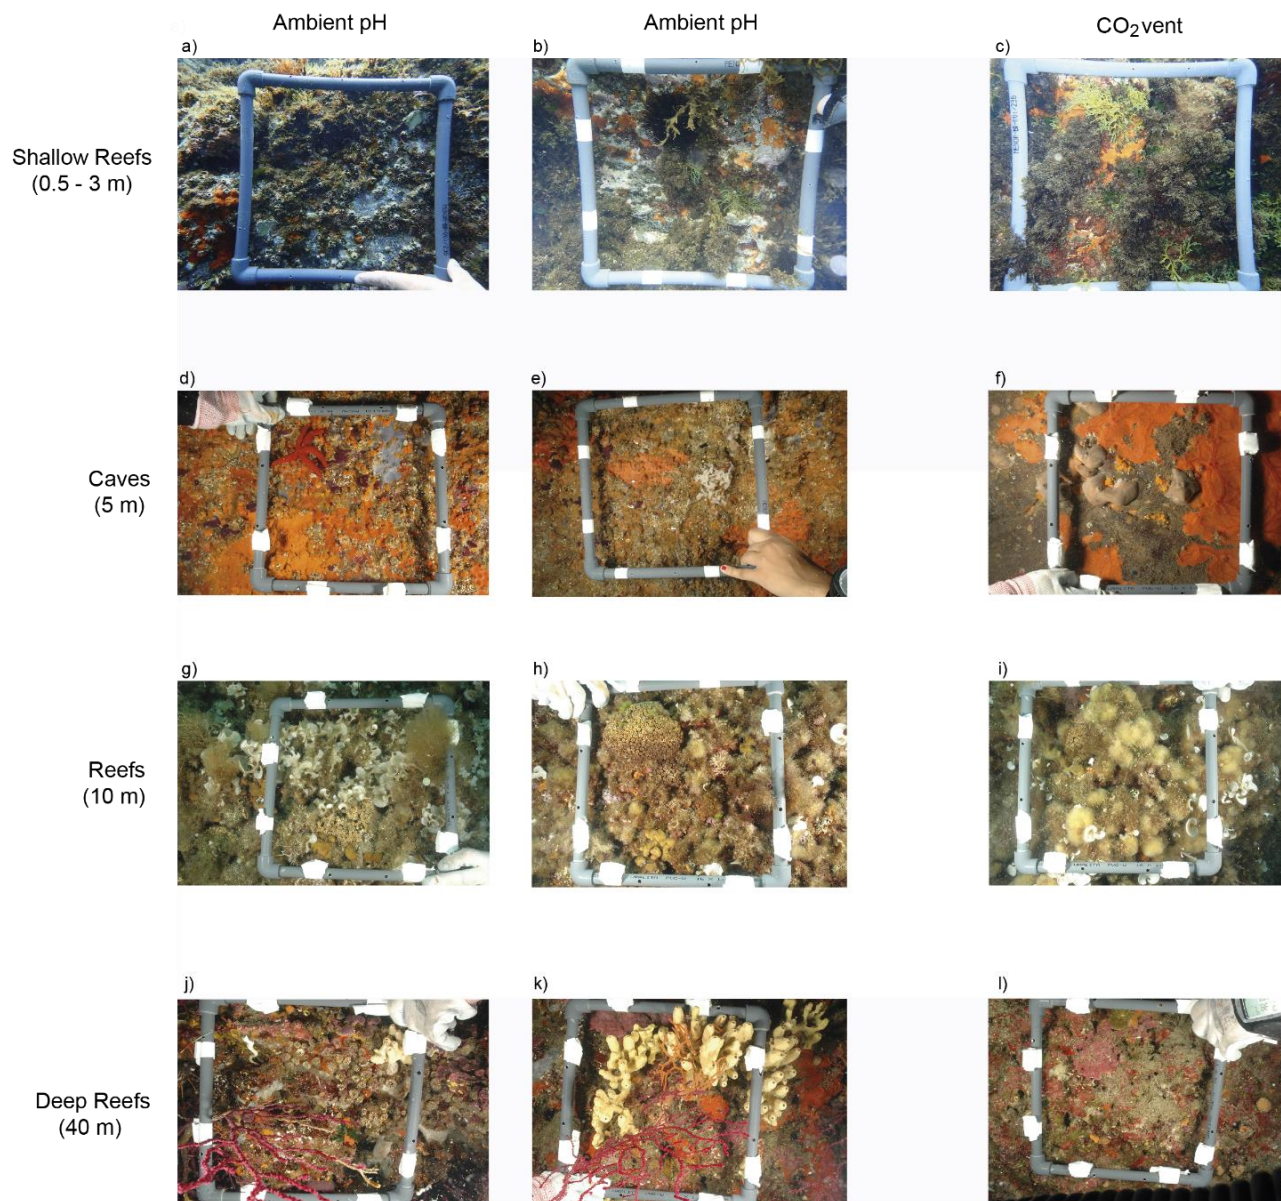 Ambient pH
Ambient pH
CO₂ vent
a)
b)
c)
Shallow Reefs
(0.5 - 3 m)
d)
e)
f)
Caves
(5 m)
g)
h)
i)
Reefs
(10 m)
j)
k)
l)
Deep Reefs
(40 m)